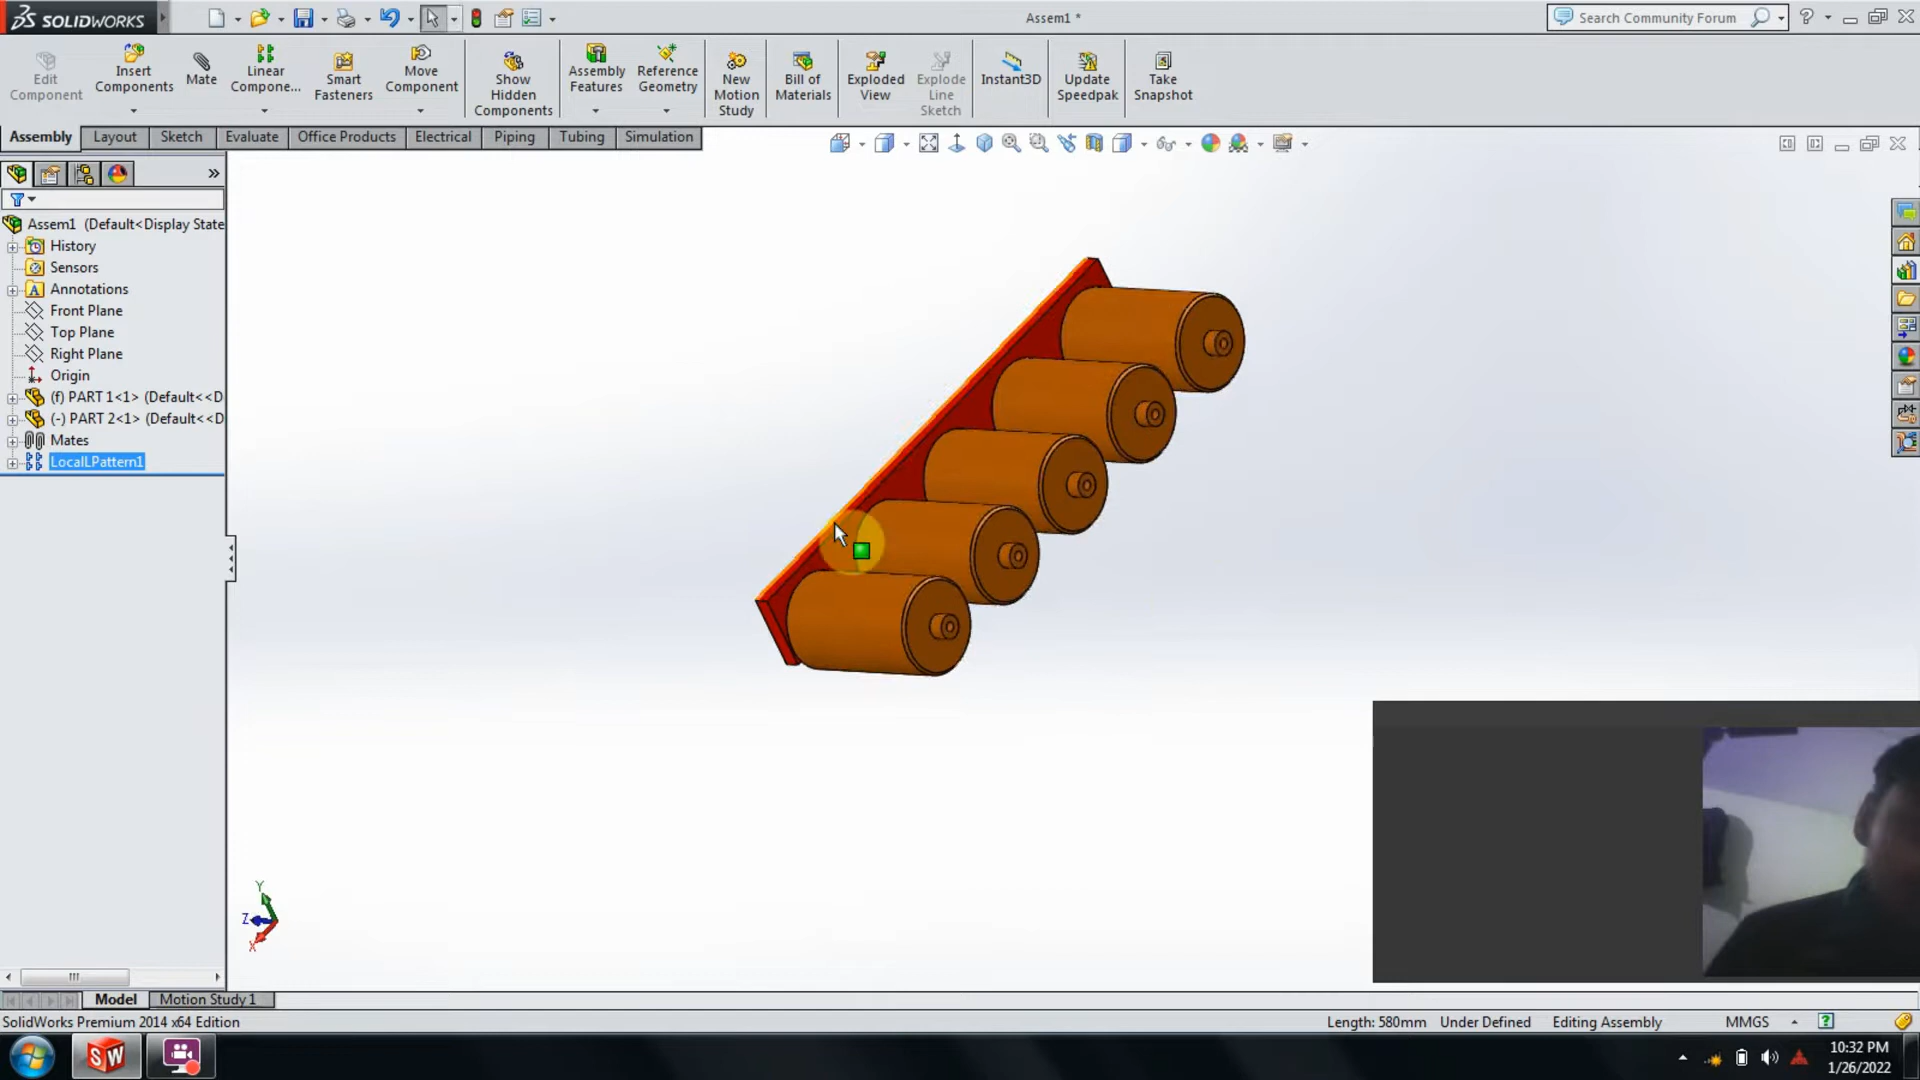 SOLIDWORKS
Assem1 *
Search Community Forum
Edit Component
Insert Components
Mate
Linear Compone...
Smart Fasteners
Move Component
Show Hidden Components
Assembly Features
Reference Geometry
New Motion Study
Bill of Materials
Exploded View
Explode Line Sketch
Instant3D
Update Speedpak
Take Snapshot
Assembly Layout Sketch Evaluate Office Products Electrical Piping Tubing Simulation
Assem1 (Default<Display State
History
Sensors
Annotations
Front Plane
Top Plane
Right Plane
Origin
(f) PART 1<1> (Default<<D
(-) PART 2<1> (Default<<D
Mates
LocalLPattern1
Y
Z
X
Model Motion Study 1
SolidWorks Premium 2014 x64 Edition
Length: 580mm Under Defined Editing Assembly MMGS
SW
10:32 PM
1/26/2022